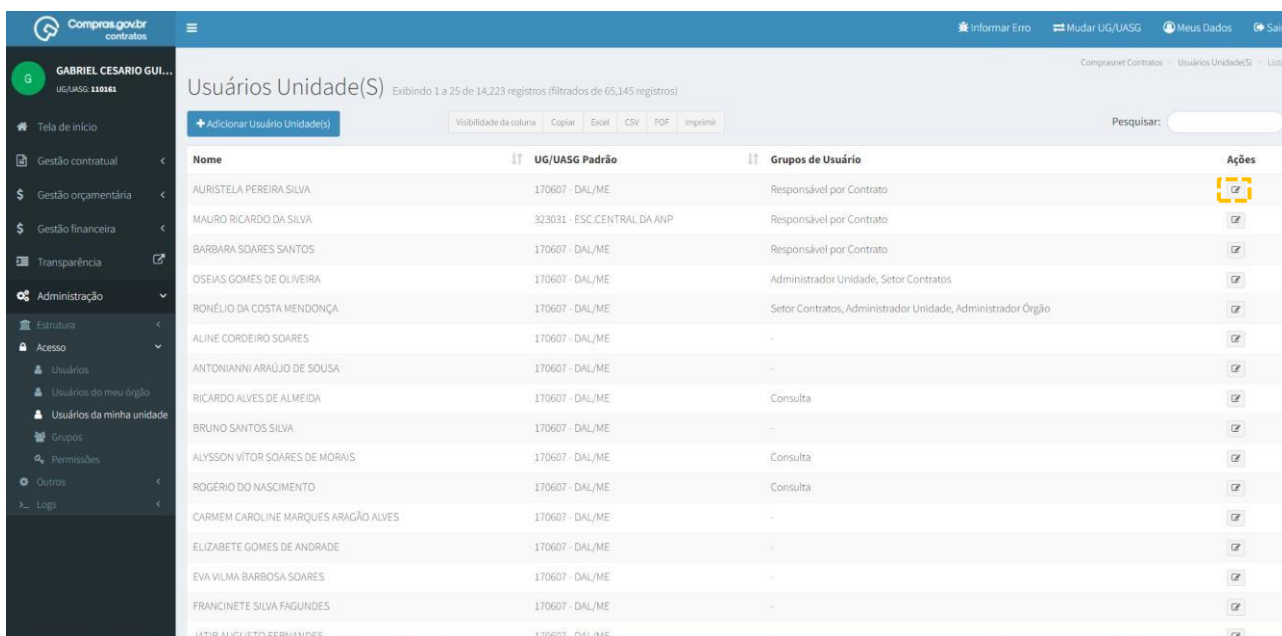 Compras.gov.br
contratos
Informar Erro Mudar UG/UASG Meus Dados Sair
G
GABRIEL CESARIO GUI...
UG/UASG: 110161
Comprasnet Contratos > Usuários Unidade(S) > Lista
Usuários Unidade(S) Exibindo 1 a 25 de 14,223 registros (filtrados de 65,145 registros)
+ Adicionar Usuário Unidade(s) Visibilidade da coluna Copiar Excel CSV PDF Imprimir Pesquisar:
Tela de início
Gestão contratual
Gestão orçamentária
Gestão financeira
Transparência
Administração
Estrutura
Acesso
Usuários
Usuários do meu órgão
Usuários da minha unidade
Grupos
Permissões
Outros
Logs
Nome UG/UASG Padrão Grupos de Usuário Ações
AURISTELA PEREIRA SILVA 170607 - DAL/ME Responsável por Contrato
MAURO RICARDO DA SILVA 323031 - ESC.CENTRAL DA ANP Responsável por Contrato
BARBARA SOARES SANTOS 170607 - DAL/ME Responsável por Contrato
OSEIAS GOMES DE OLIVEIRA 170607 - DAL/ME Administrador Unidade, Setor Contratos
RONÉLIO DA COSTA MENDONÇA 170607 - DAL/ME Setor Contratos, Administrador Unidade, Administrador Órgão
ALINE CORDEIRO SOARES 170607 - DAL/ME -
ANTONIANNI ARAÚJO DE SOUSA 170607 - DAL/ME -
RICARDO ALVES DE ALMEIDA 170607 - DAL/ME Consulta
BRUNO SANTOS SILVA 170607 - DAL/ME -
ALYSSON VÍTOR SOARES DE MORAIS 170607 - DAL/ME Consulta
ROGÉRIO DO NASCIMENTO 170607 - DAL/ME Consulta
CARMEM CAROLINE MARQUES ARAGÃO ALVES 170607 - DAL/ME -
ELIZABETE GOMES DE ANDRADE 170607 - DAL/ME -
EVA VILMA BARBOSA SOARES 170607 - DAL/ME -
FRANCINETE SILVA FAGUNDES 170607 - DAL/ME -
AUGUSTO FERNANDES 170607 - DAL/ME